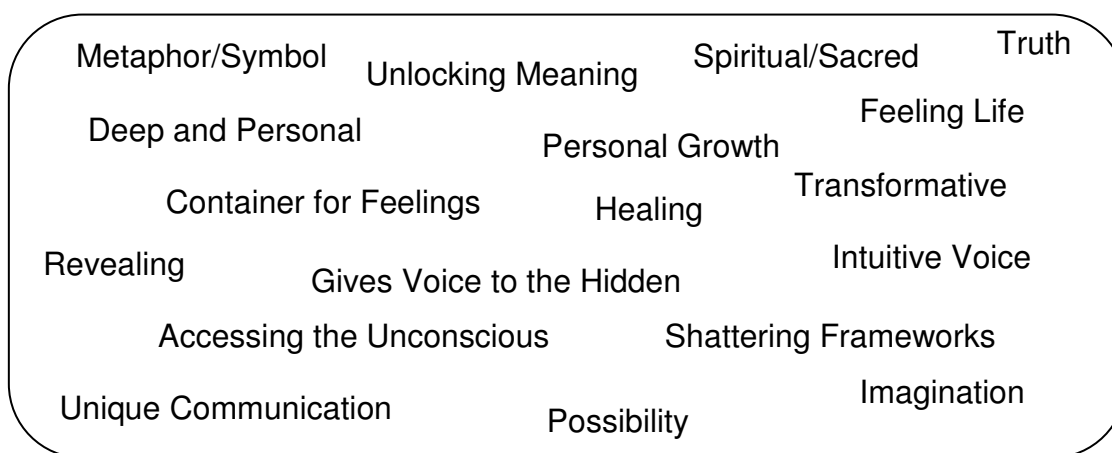 Metaphor/Symbol
Unlocking Meaning
Spiritual/Sacred
Truth
Deep and Personal
Personal Growth
Feeling Life
Container for Feelings
Healing
Transformative
Revealing
Gives Voice to the Hidden
Intuitive Voice
Accessing the Unconscious
Shattering Frameworks
Unique Communication
Possibility
Imagination